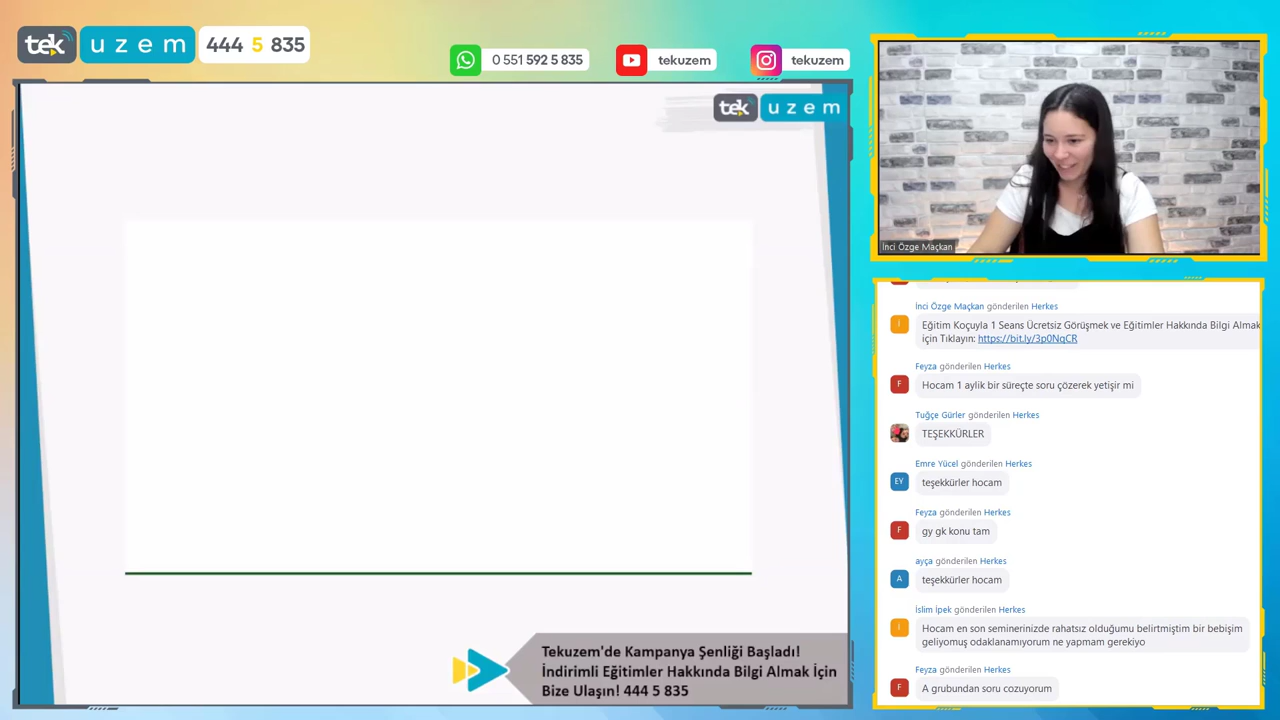 tek uzem 444 5 835
0 551 592 5 835
tekuzem
tekuzem
tek uzem
İnci Özge Maçkan
İnci Özge Maçkan gönderilen Herkes
İ
Eğitim Koçuyla 1 Seans Ücretsiz Görüşmek ve Eğitimler Hakkında Bilgi Almak
için Tıklayın: https://bit.ly/3p0NqCR
Feyza gönderilen Herkes
F
Hocam 1 aylik bir süreçte soru çözerek yetişir mi
Tuğçe Gürler gönderilen Herkes
TEŞEKKÜRLER
Emre Yücel gönderilen Herkes
EY
teşekkürler hocam
Feyza gönderilen Herkes
F
gy gk konu tam
ayça gönderilen Herkes
A
teşekkürler hocam
İslim İpek gönderilen Herkes
İ
Hocam en son seminerinizde rahatsız olduğumu belirtmiştim bir bebişim
geliyomuş odaklanamıyorum ne yapmam gerekiyo
Feyza gönderilen Herkes
F
A grubundan soru cozuyorum
Tekuzem'de Kampanya Şenliği Başladı!
İndirimli Eğitimler Hakkında Bilgi Almak İçin
Bize Ulaşın! 444 5 835